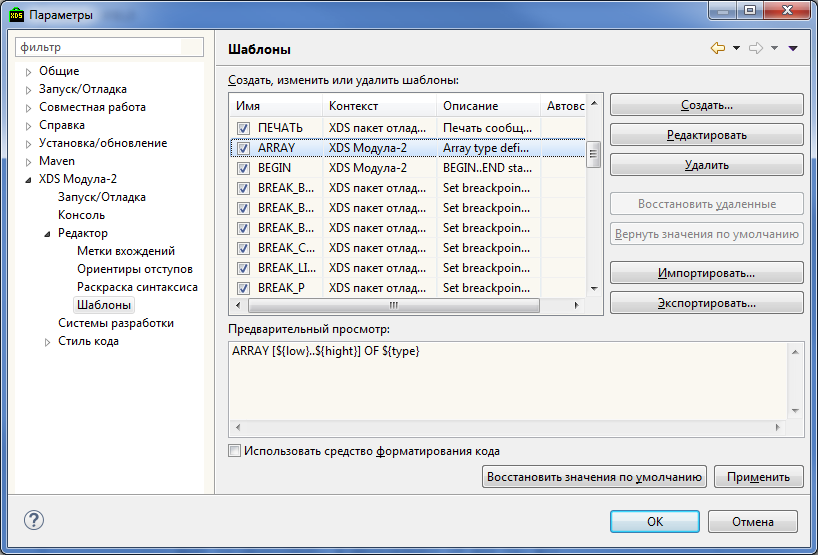 XDS Параметры
фильтр
Общие
Запуск/Отладка
Совместная работа
Справка
Установка/обновление
Maven
XDS Модула-2
Запуск/Отладка
Консоль
Редактор
Метки вхождений
Ориентиры отступов
Раскраска синтаксиса
Шаблоны
Системы разработки
Стиль кода
Шаблоны
Создать, изменить или удалить шаблоны:
Имя Контекст Описание Автовс
ПЕЧАТЬ XDS пакет отлад... Печать сообщ...
ARRAY XDS Модула-2 Array type defi...
BEGIN XDS Модула-2 BEGIN..END sta...
BREAK_B... XDS пакет отлад... Set breackpoin...
BREAK_B... XDS пакет отлад... Set breackpoin...
BREAK_B... XDS пакет отлад... Set breackpoin...
BREAK_C... XDS пакет отлад... Set breackpoin...
BREAK_LI... XDS пакет отлад... Set breackpoin...
BREAK_P XDS пакет отлад... Set breackpoin...
Создать...
Редактировать
Удалить
Восстановить удаленные
Вернуть значения по умолчанию
Импортировать...
Экспортировать...
Предварительный просмотр:
ARRAY [${low}..${hight}] OF ${type}
Использовать средство форматирования кода
Восстановить значения по умолчанию Применить
? OK Отмена